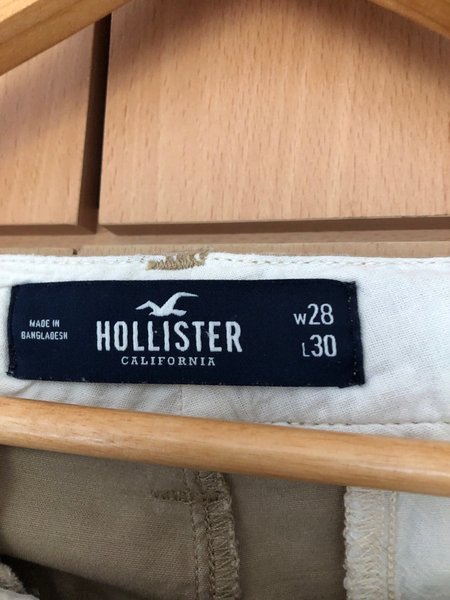 MADE IN
BANGLADESH
HOLLISTER
CALIFORNIA
W28
L30